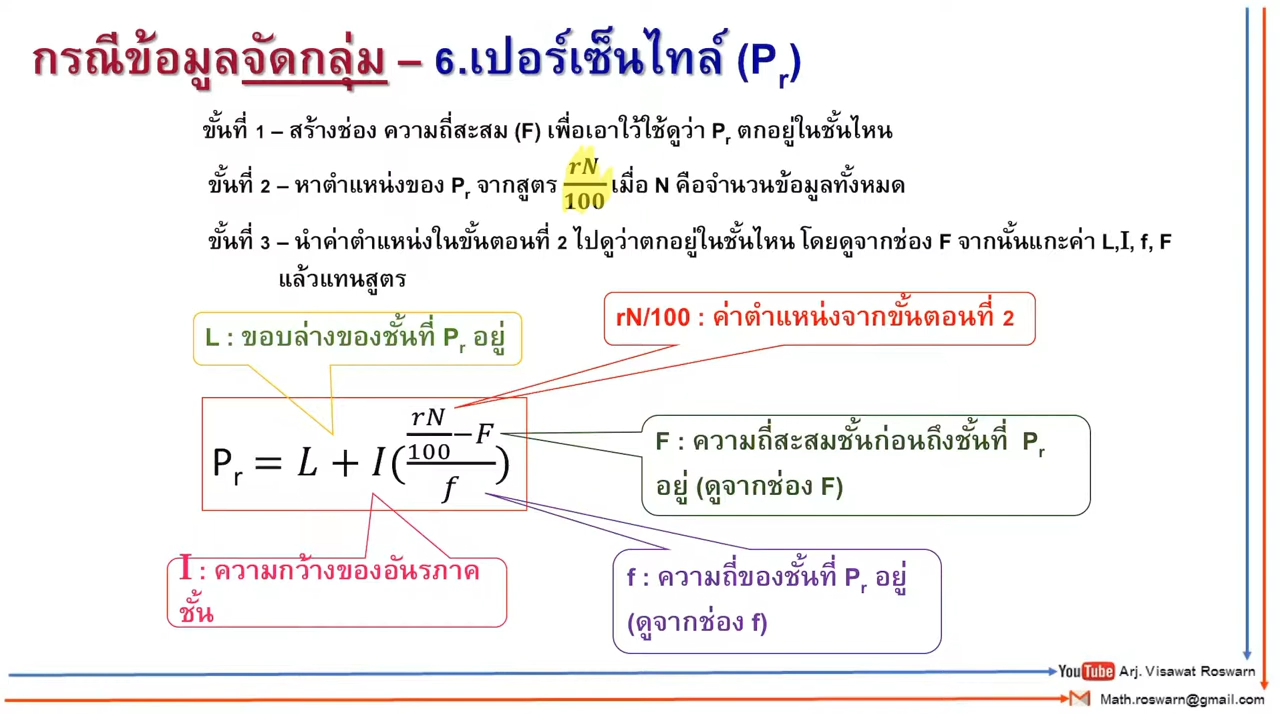 กรณีข้อมูลจัดกลุ่ม – 6.เปอร์เซ็นไทล์ (Pr)
ขั้นที่ 1 – สร้างช่อง ความถี่สะสม (F) เพื่อเอาใว้ใช้ดูว่า Pr ตกอยู่ในชั้นไหน
ขั้นที่ 2 – หาตำแหน่งของ Pr จากสูตร rN/100 เมื่อ N คือจำนวนข้อมูลทั้งหมด
ขั้นที่ 3 – นำค่าตำแหน่งในขั้นตอนที่ 2 ไปดูว่าตกอยู่ในชั้นไหน โดยดูจากช่อง F จากนั้นแกะค่า L,I, f, F
แล้วแทนสูตร
rN/100 : ค่าตำแหน่งจากขั้นตอนที่ 2
L : ขอบล่างของชั้นที่ Pr อยู่
Pr = L + I((rN/100 – F)/f)
F : ความถี่สะสมชั้นก่อนถึงชั้นที่ Pr
อยู่ (ดูจากช่อง F)
I : ความกว้างของอันรภาค
ชั้น
f : ความถี่ของชั้นที่ Pr อยู่
(ดูจากช่อง f)
YouTube Arj. Visawat Roswarn
Math.roswarn@gmail.com